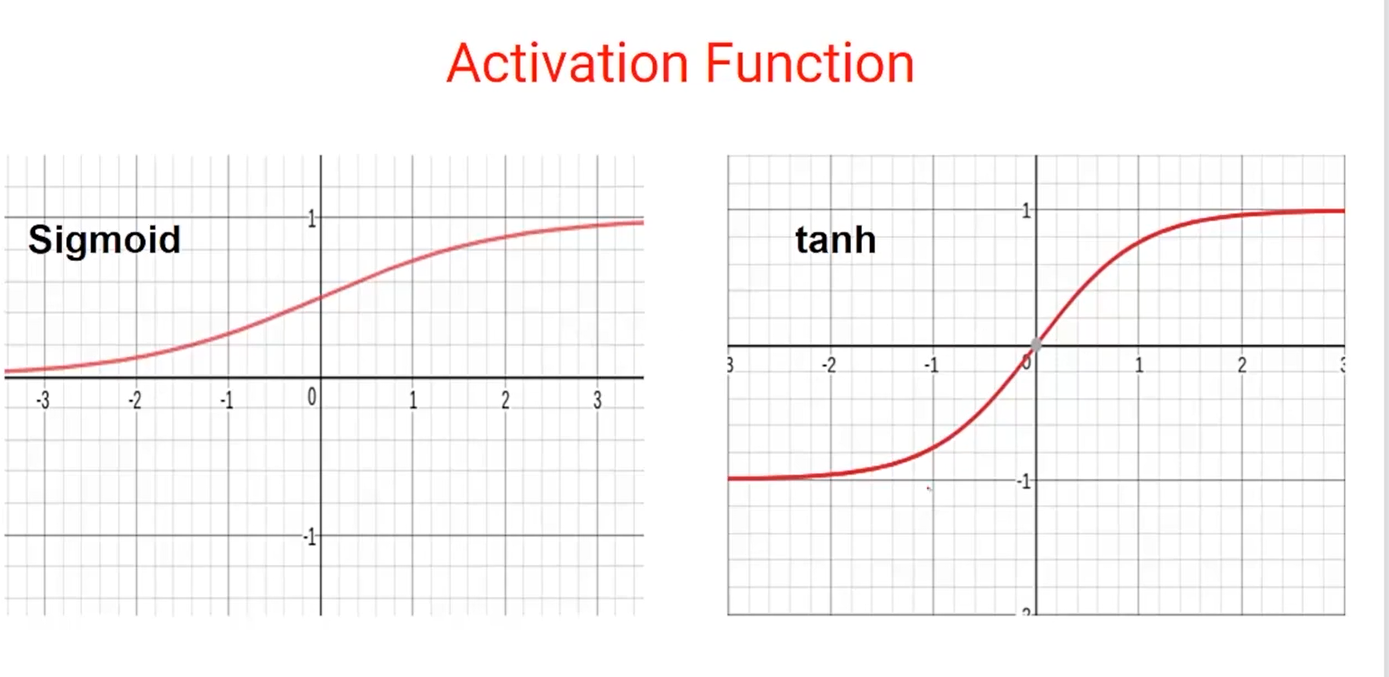 Activation Function
Sigmoid
1
-3 -2 -1 0 1 2 3
-1
tanh
1
-2 -1 0 1 2
-1